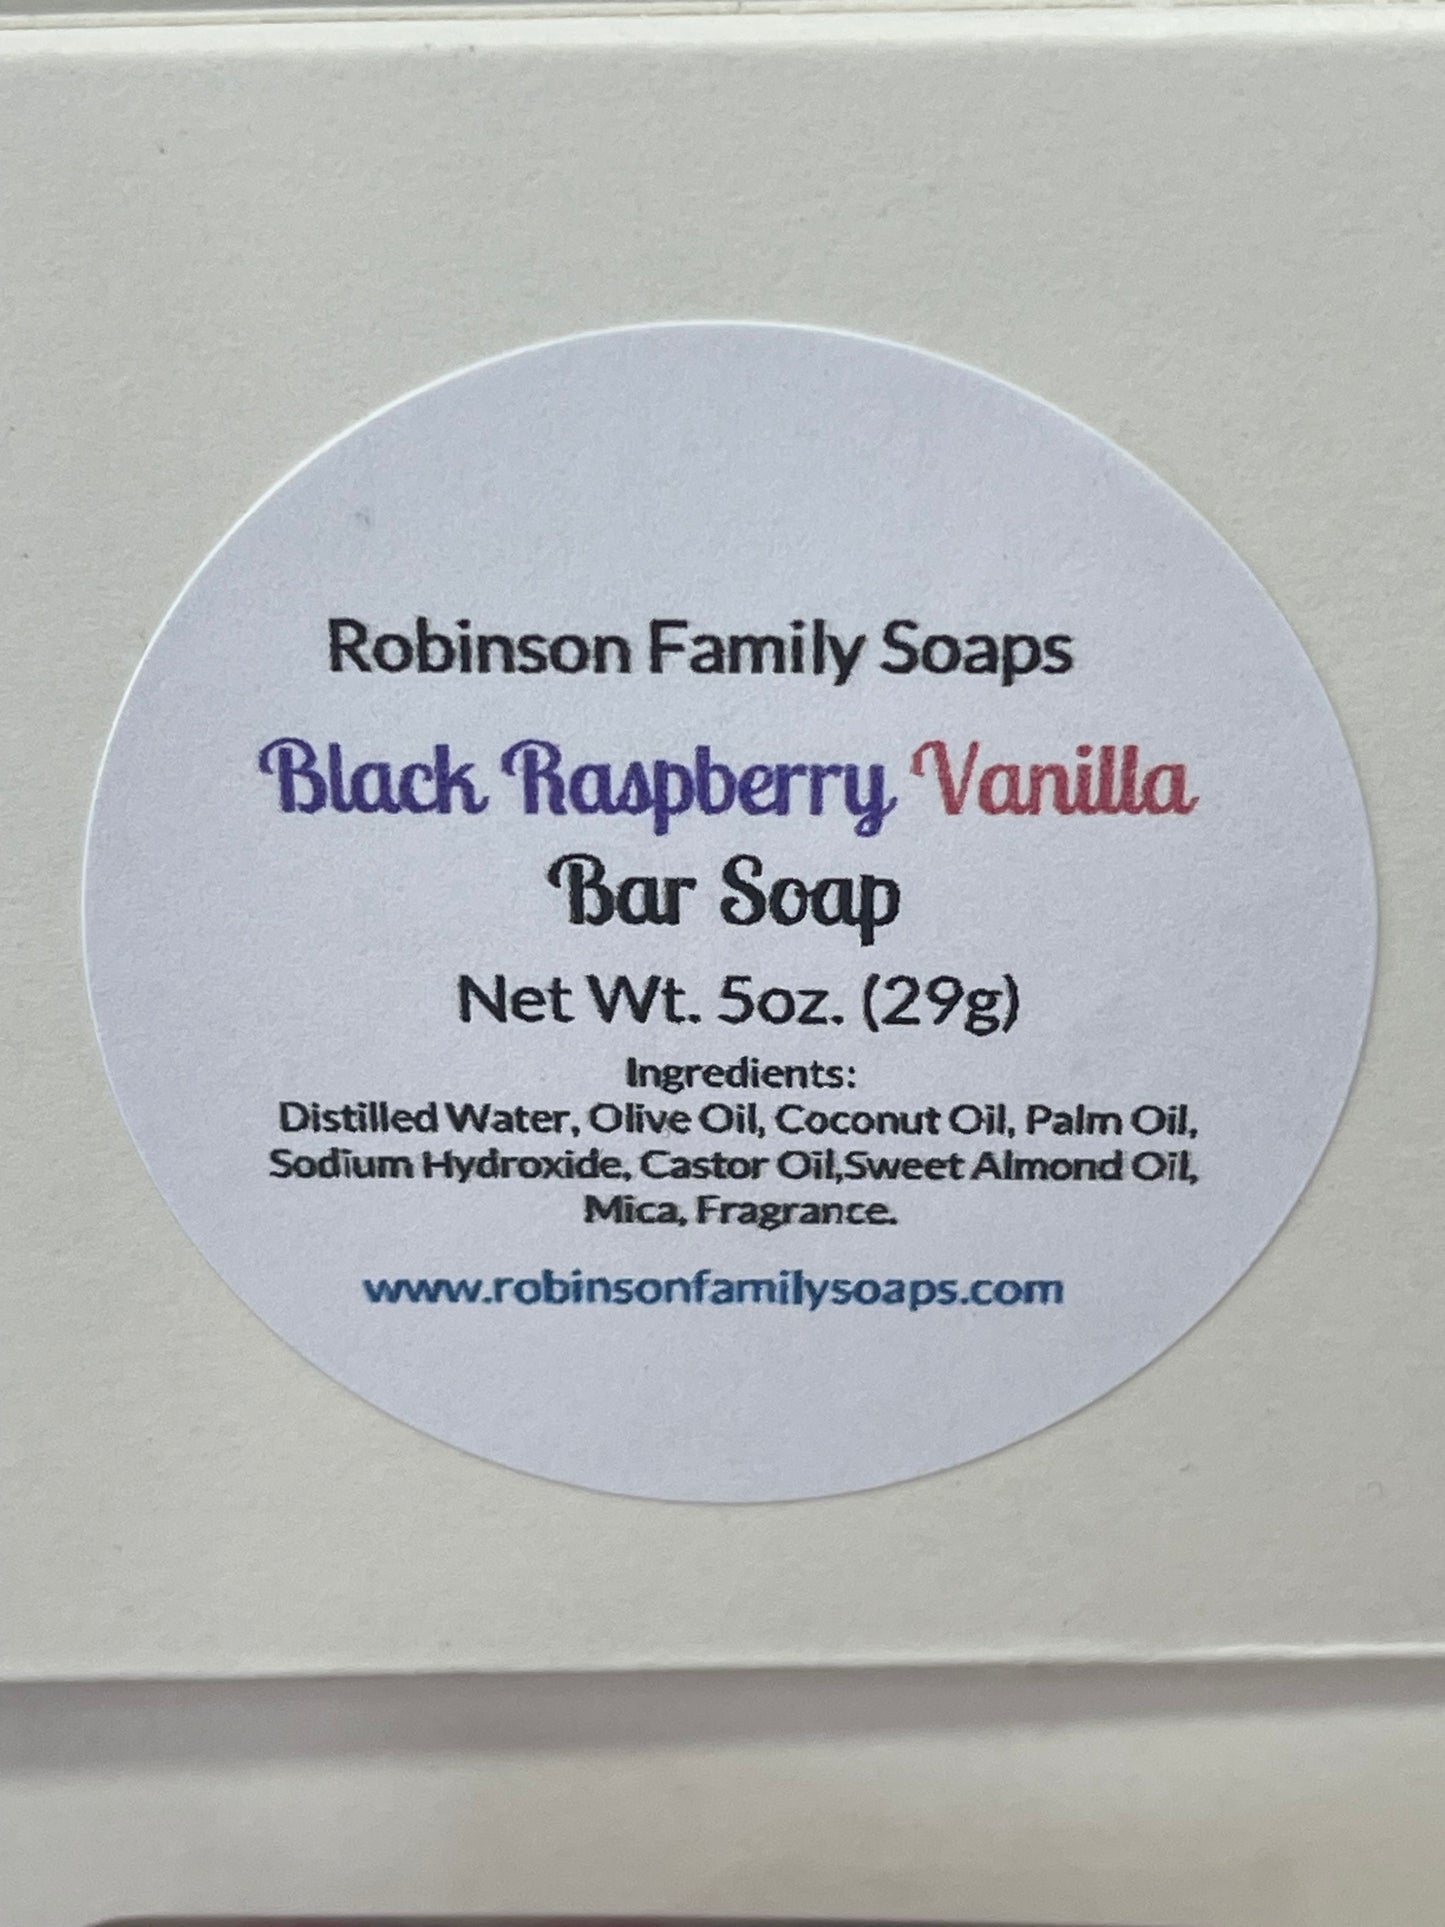 Robinson Family Soaps
Black Raspberry Vanilla
Bar Soap
Net Wt. 5oz. (29g)
Ingredients:
Distilled Water, Olive Oil, Coconut Oil, Palm Oil,
Sodium Hydroxide, Castor Oil,Sweet Almond Oil,
Mica, Fragrance.
www.robinsonfamilysoaps.com